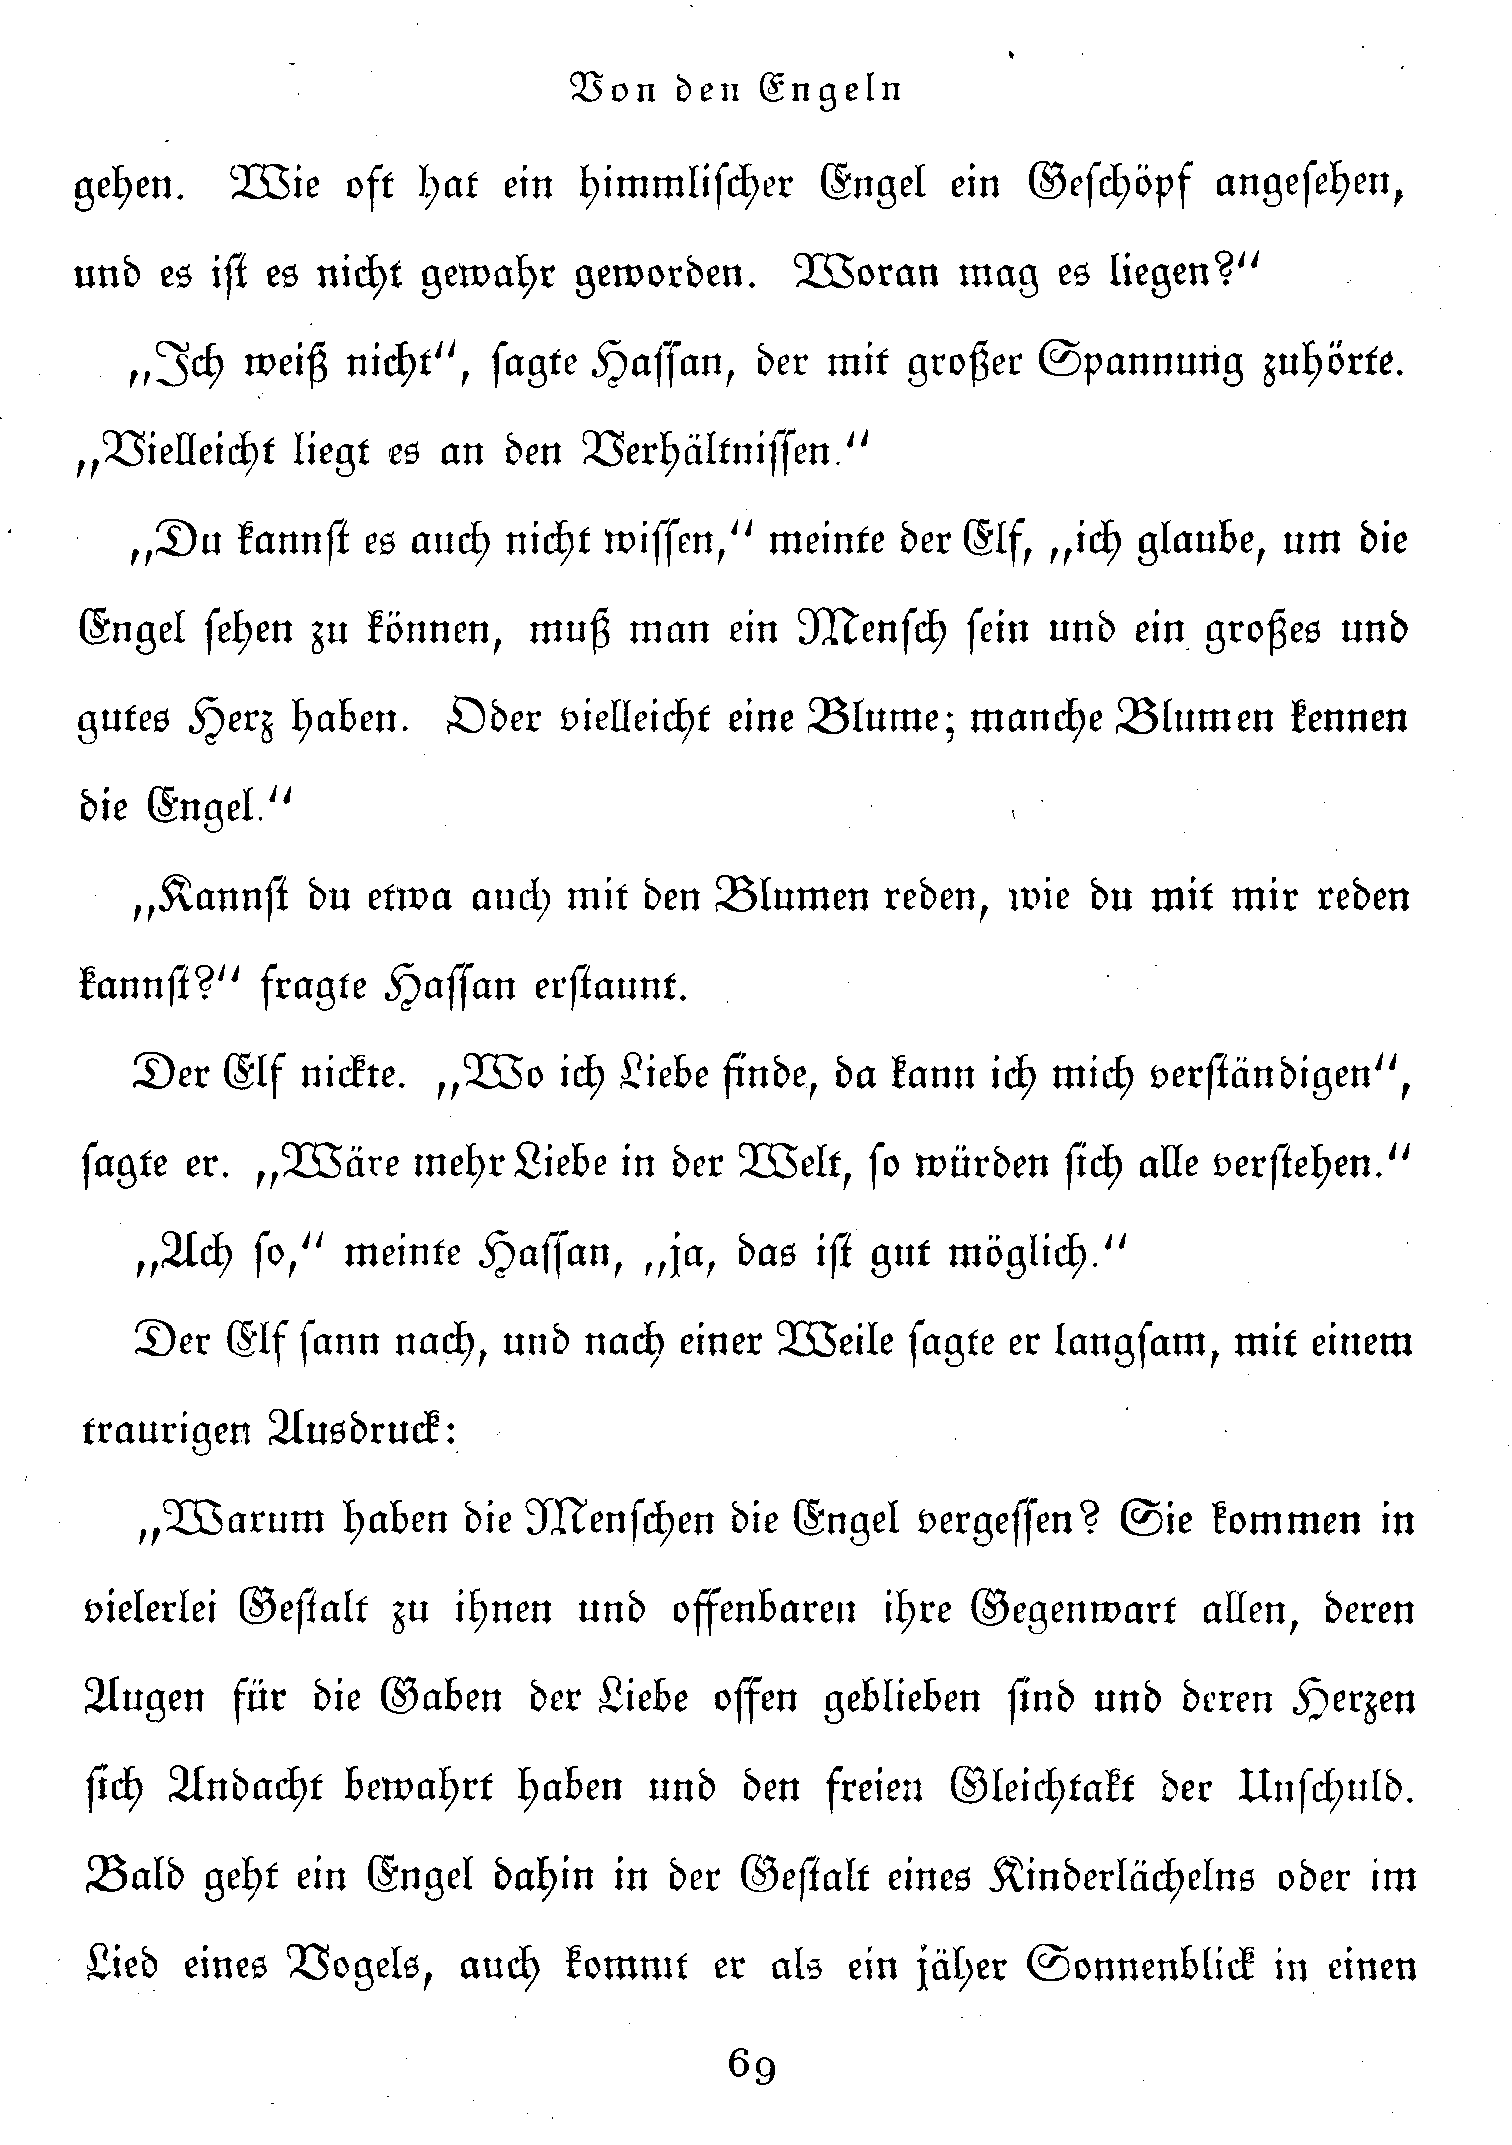 Von den Engeln
gehen. Wie oft hat ein himmlischer Engel ein Geschöpf angesehen,
und es ist es nicht gewahr geworden. Woran mag es liegen?“
„Ich weiß nicht“, sagte Hassan, der mit großer Spannung zuhörte.
„Vielleicht liegt es an den Verhältnissen.“
„Du kannst es auch nicht wissen,“ meinte der Elf, „ich glaube, um die
Engel sehen zu können, muß man ein Mensch sein und ein großes und
gutes Herz haben. Oder vielleicht eine Blume; manche Blumen kennen
die Engel.“
„Kannst du etwa auch mit den Blumen reden, wie du mit mir reden
kannst?“ fragte Hassan erstaunt.
Der Elf nickte. „Wo ich Liebe finde, da kann ich mich verständigen“,
sagte er. „Wäre mehr Liebe in der Welt, so würden sich alle verstehen.“
„Ach so,“ meinte Hassan, „ja, das ist gut möglich.“
Der Elf sann nach, und nach einer Weile sagte er langsam, mit einem
traurigen Ausdruck:
„Warum haben die Menschen die Engel vergessen? Sie kommen in
vielerlei Gestalt zu ihnen und offenbaren ihre Gegenwart allen, deren
Augen für die Gaben der Liebe offen geblieben sind und deren Herzen
sich Andacht bewahrt haben und den freien Gleichtakt der Unschuld.
Bald geht ein Engel dahin in der Gestalt eines Kinderlächelns oder im
Lied eines Vogels, auch kommt er als ein jäher Sonnenblick in einen
69